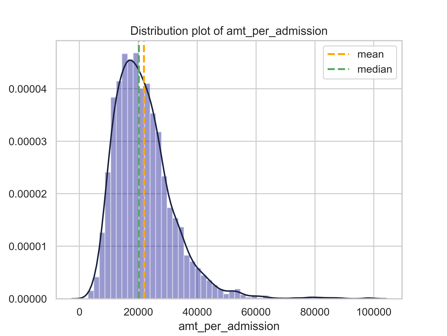 Distribution plot of amt_per_admission
mean
median
0.00004
0.00003
0.00002
0.00001
0.00000
0 20000 40000 60000 80000 100000
amt_per_admission